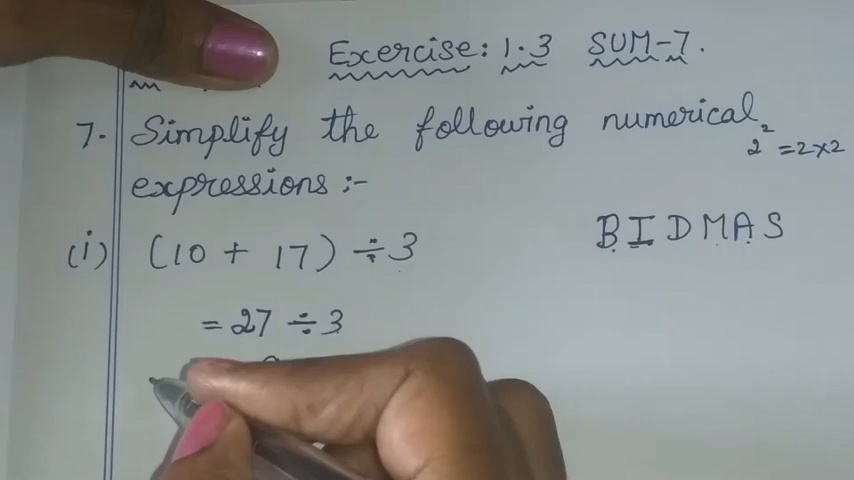 Exercise: 1.3 SUM-7.
7. Simplify the following numerical
2² = 2×2
expressions :-
BIDMAS
(i) (10 + 17) ÷ 3
= 27 ÷ 3